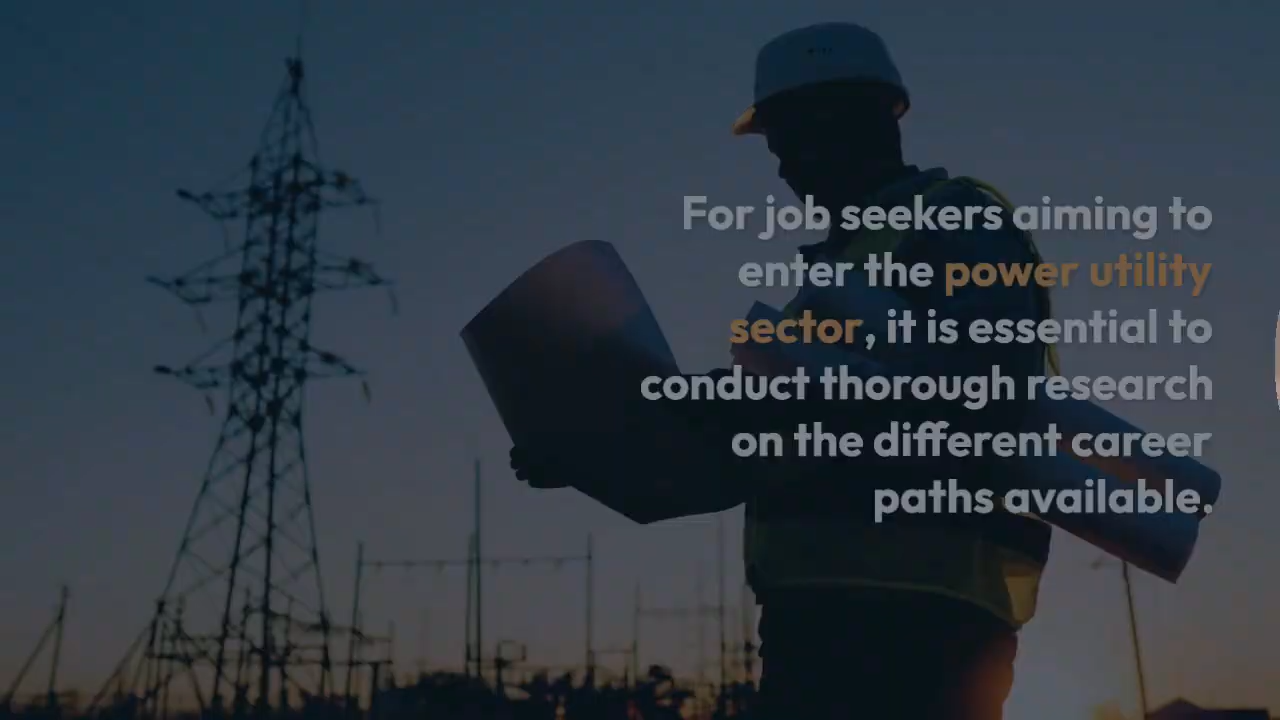 For job seekers aiming to
enter the power utility
sector, it is essential to
conduct thorough research
on the different career
paths available.